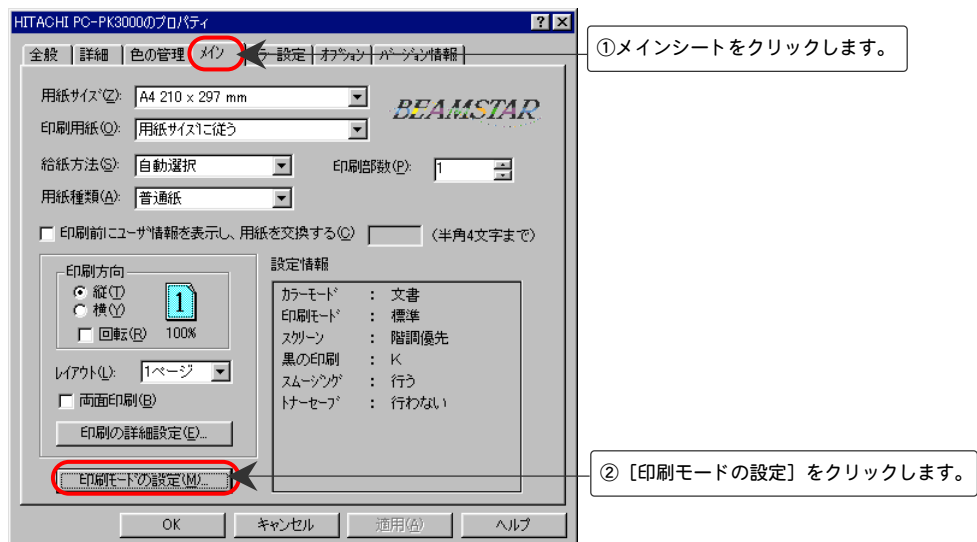 HITACHI PC-PK3000のプロパティ
全般 詳細 色の管理 メイン ラー設定 オプション バージョン情報
①メインシートをクリックします。
用紙サイズ(Z): A4 210 x 297 mm
BEAMSTAR
印刷用紙(O): 用紙サイズに従う
給紙方法(S): 自動選択 印刷部数(P): 1
用紙種類(A): 普通紙
印刷前にユーザ情報を表示し、用紙を交換する(C) (半角4文字まで)
印刷方向
縦(T)
横(Y)
1
回転(R) 100%
レイアウト(L): 1ページ
両面印刷(B)
印刷の詳細設定(E)...
印刷モードの設定(M)...
設定情報
カラーモード : 文書
印刷モード : 標準
スクリーン : 階調優先
黒の印刷 : K
スムージング : 行う
トナーセーブ : 行わない
②［印刷モードの設定］をクリックします。
OK キャンセル 適用(A) ヘルプ